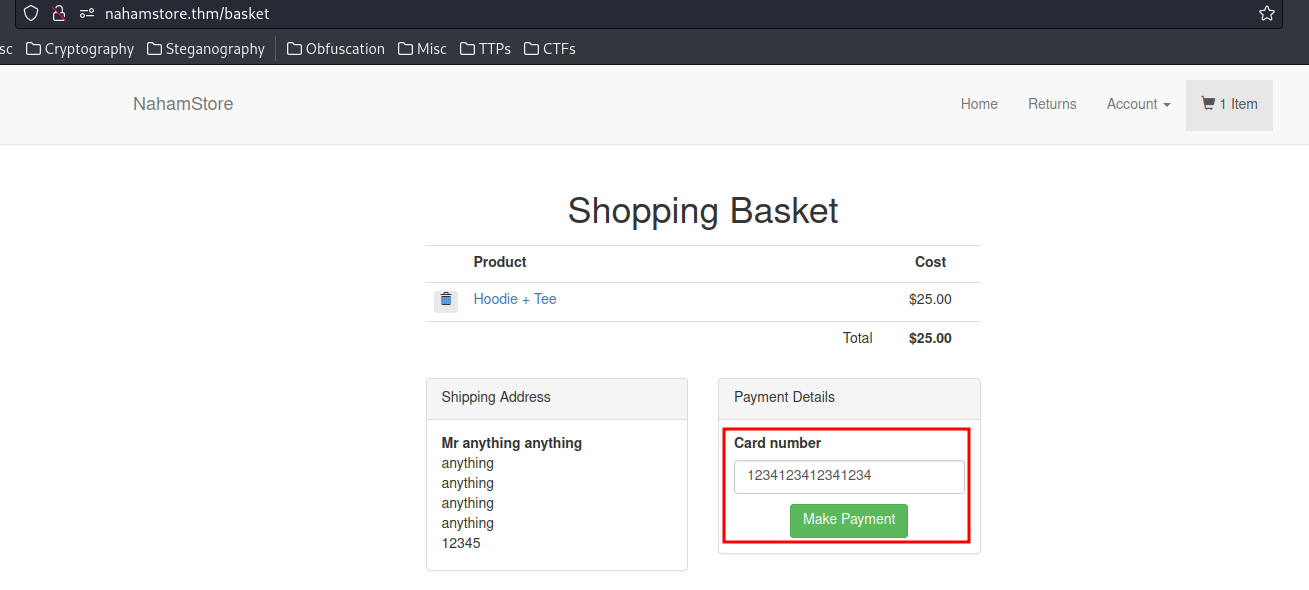 nahamstore.thm/basket
sc Cryptography Steganography Obfuscation Misc TTPs CTFs
NahamStore Home Returns Account 1 Item
Shopping Basket
Product Cost
Hoodie + Tee $25.00
Total $25.00
Shipping Address
Mr anything anything
anything
anything
anything
anything
12345
Payment Details
Card number
1234123412341234
Make Payment